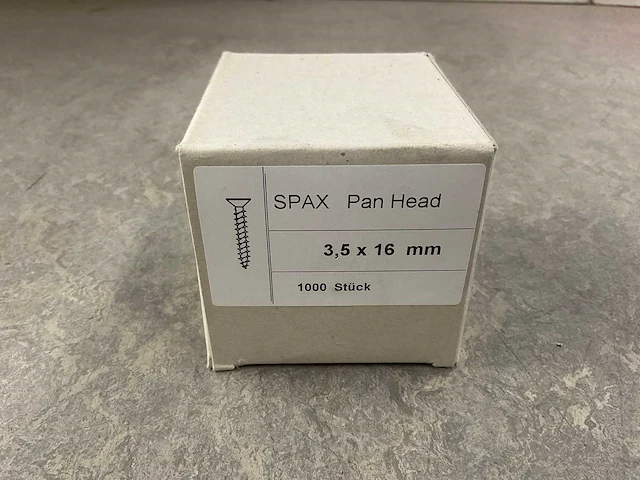 SPAX Pan Head
3,5 x 16 mm
1000 Stück